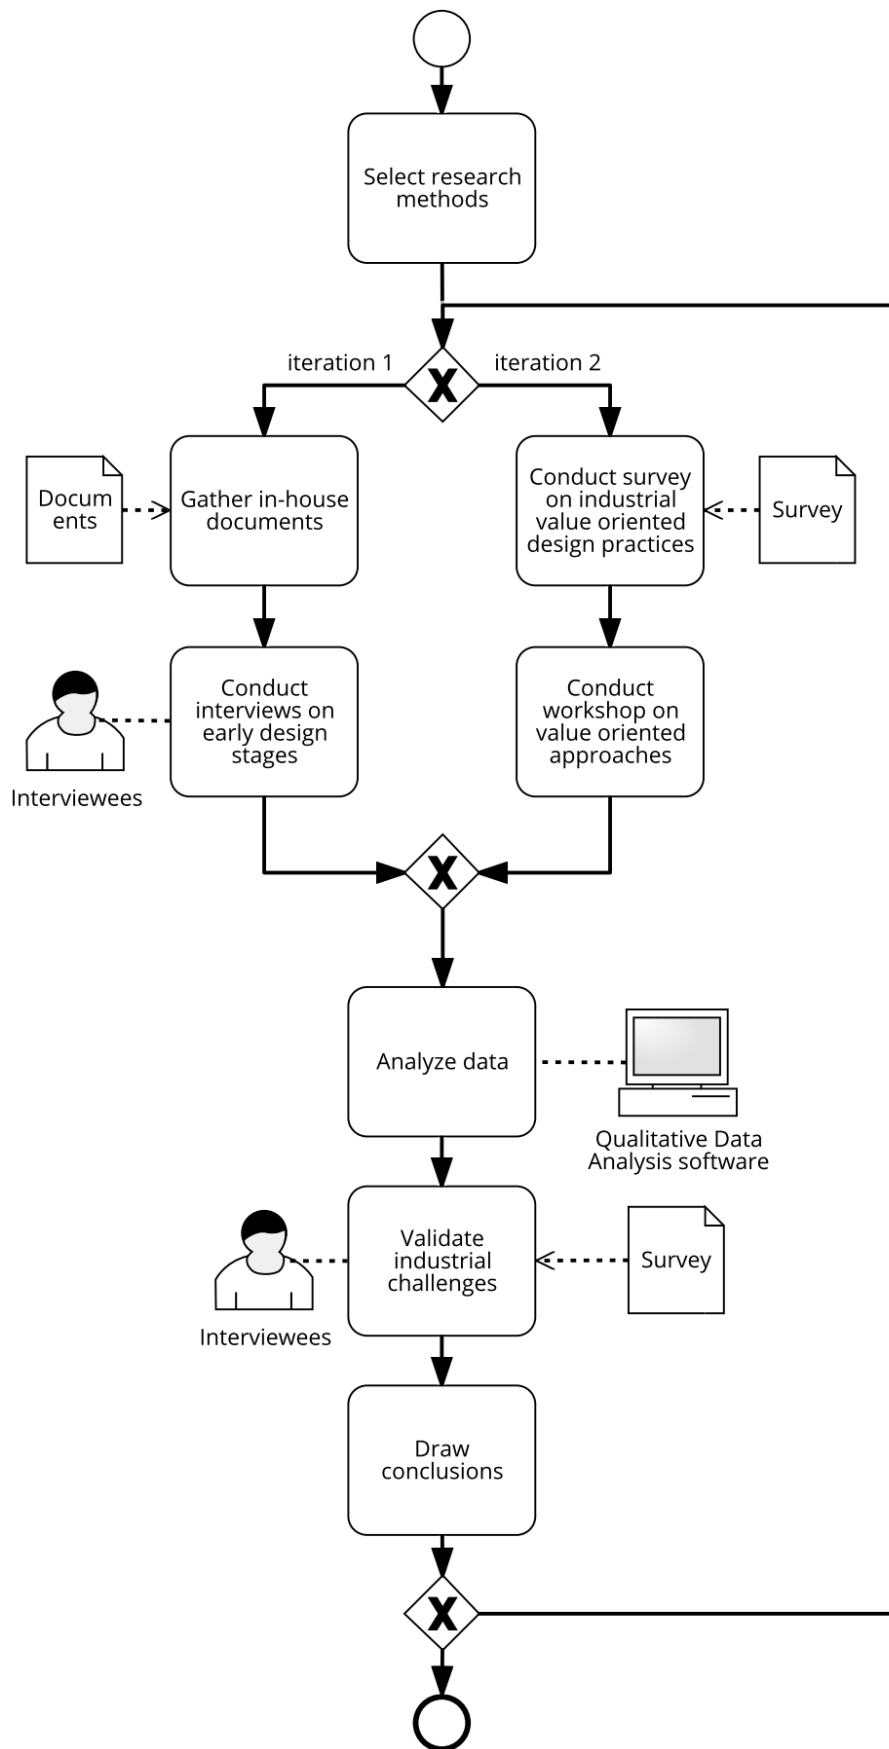 Select research
methods
iteration 1
iteration 2
X
Docum
ents
Gather in-house
documents
Conduct survey
on industrial
value oriented
design practices
Survey
Conduct
interviews on
early design
stages
Interviewees
Conduct
workshop on
value oriented
approaches
X
Analyze data
Qualitative Data
Analysis software
Validate
industrial
challenges
Interviewees
Survey
Draw
conclusions
X